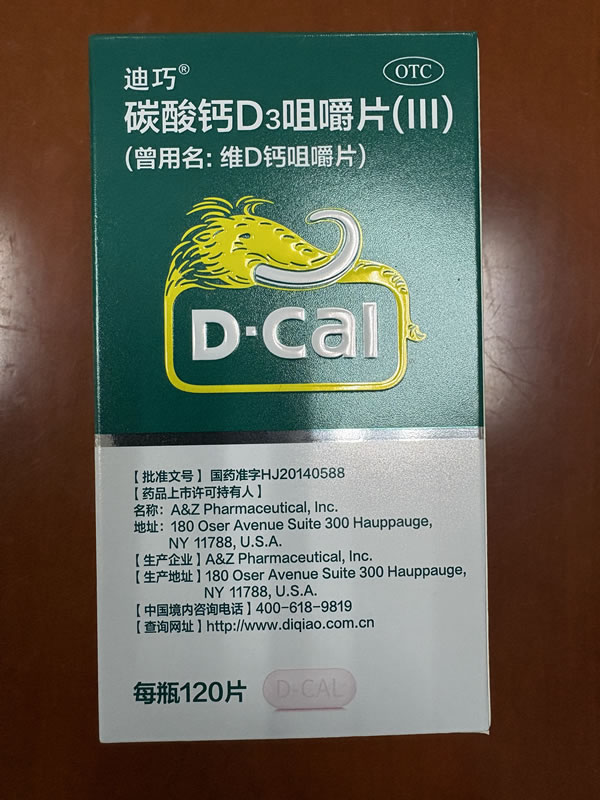 迪巧®
OTC
碳酸钙D3咀嚼片(III)
(曾用名: 维D钙咀嚼片)
D·Cal
【批准文号】国药准字HJ20140588
【药品上市许可持有人】
名称: A&Z Pharmaceutical, Inc.
地址: 180 Oser Avenue Suite 300 Hauppauge,
NY 11788, U.S.A.
【生产企业】A&Z Pharmaceutical, Inc.
【生产地址】180 Oser Avenue Suite 300 Hauppauge,
NY 11788, U.S.A.
【中国境内咨询电话】400-618-9819
【查询网址】http://www.diqiao.com.cn
每瓶120片
D-CAL